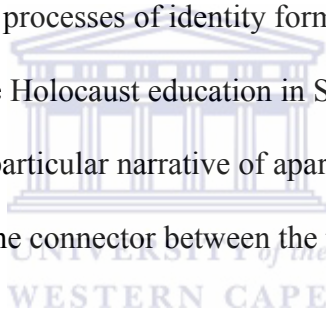 processes of identity form
e Holocaust education in S
particular narrative of apar
ne connector between the
UNIVERSITY of the
WESTERN CAPE